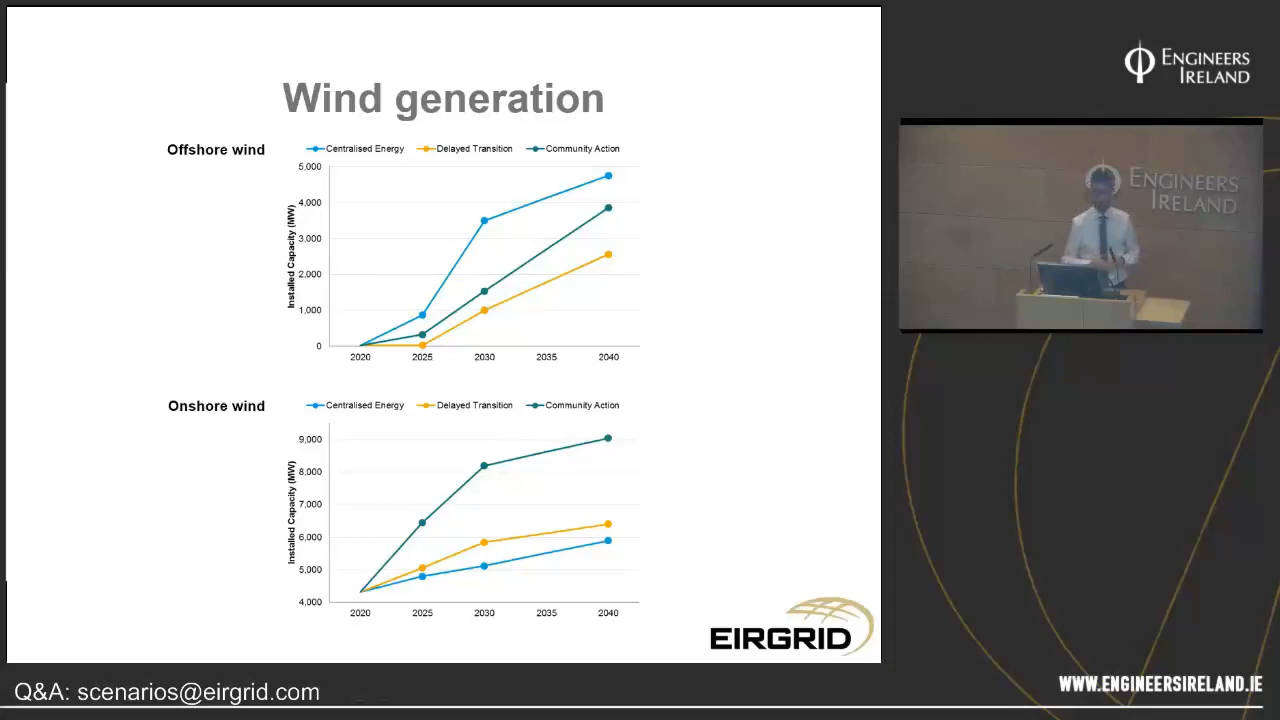 Wind generation
Offshore wind
Centralised Energy Delayed Transition Community Action
Installed Capacity (MW)
5,000
4,000
3,000
2,000
1,000
0
2020 2025 2030 2035 2040
Onshore wind
Centralised Energy Delayed Transition Community Action
Installed Capacity (MW)
9,000
8,000
7,000
6,000
5,000
4,000
2020 2025 2030 2035 2040
EIRGRID
ENGINEERS
IRELAND
ENGINEERS
IRELAND
Q&A: scenarios@eirgrid.com
WWW.ENGINEERSIRELAND.IE